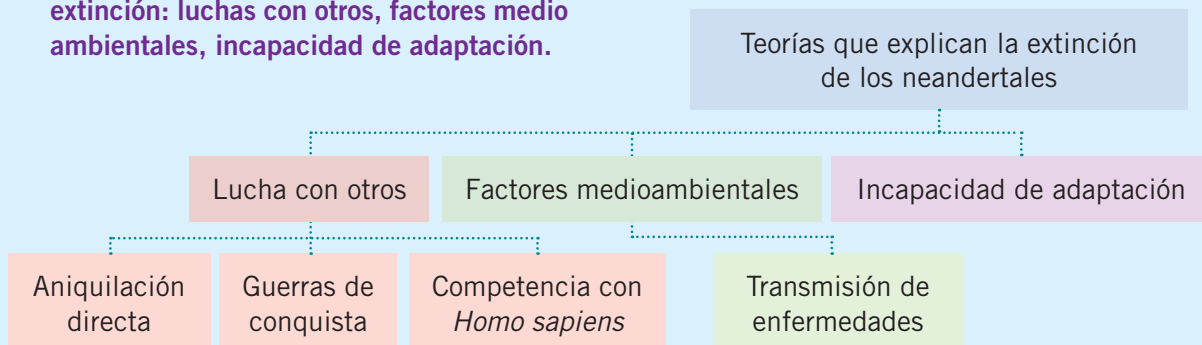 extinción: luchas con otros, factores medio
ambientales, incapacidad de adaptación.
Teorías que explican la extinción
de los neandertales
Lucha con otros
Factores medioambientales
Incapacidad de adaptación
Aniquilación
directa
Guerras de
conquista
Competencia con
Homo sapiens
Transmisión de
enfermedades